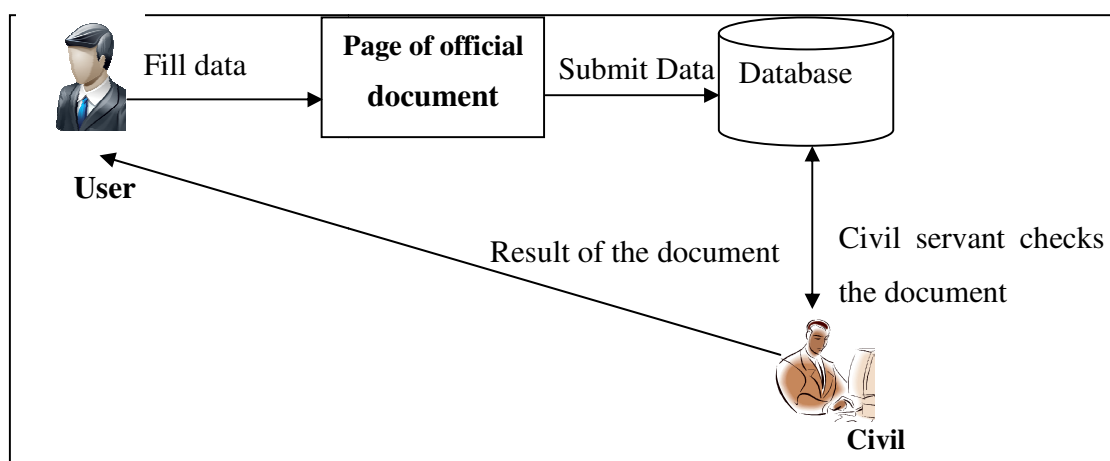 Fill data
Page of official
document
Submit Data
Database
User
Result of the document
Civil servant checks
the document
Civil